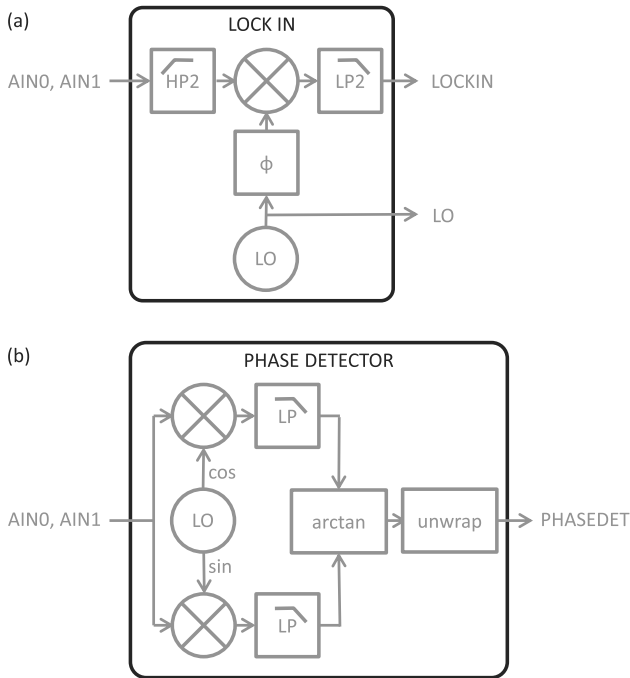 (a)
LOCK IN
AIN0, AIN1
HP2
LP2
LOCKIN
ϕ
LO
LO
(b)
PHASE DETECTOR
LP
cos
AIN0, AIN1
LO
arctan
unwrap
PHASEDET
sin
LP